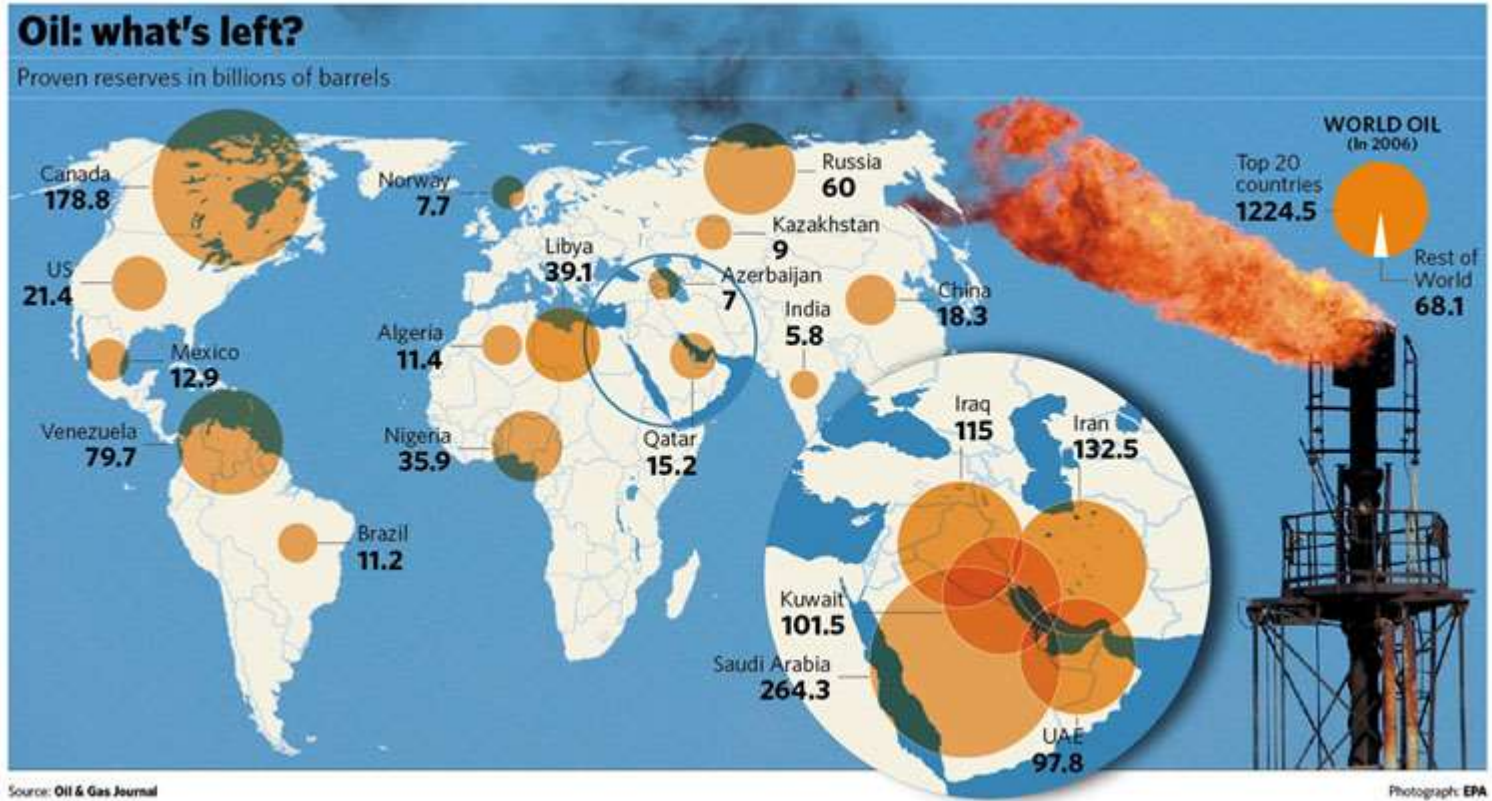 Oil: what's left?
Proven reserves in billions of barrels
WORLD OIL
(In 2006)
Top 20
countries
1224.5
Rest of
World
68.1
Canada
178.8
US
21.4
Mexico
12.9
Venezuela
79.7
Brazil
11.2
Norway
7.7
Libya
39.1
Algeria
11.4
Nigeria
35.9
Russia
60
Kazakhstan
9
Azerbaijan
7
India
5.8
China
18.3
Qatar
15.2
Iraq
115
Iran
132.5
Kuwait
101.5
Saudi Arabia
264.3
UAE
97.8
Source: Oil & Gas Journal
Photograph: EPA